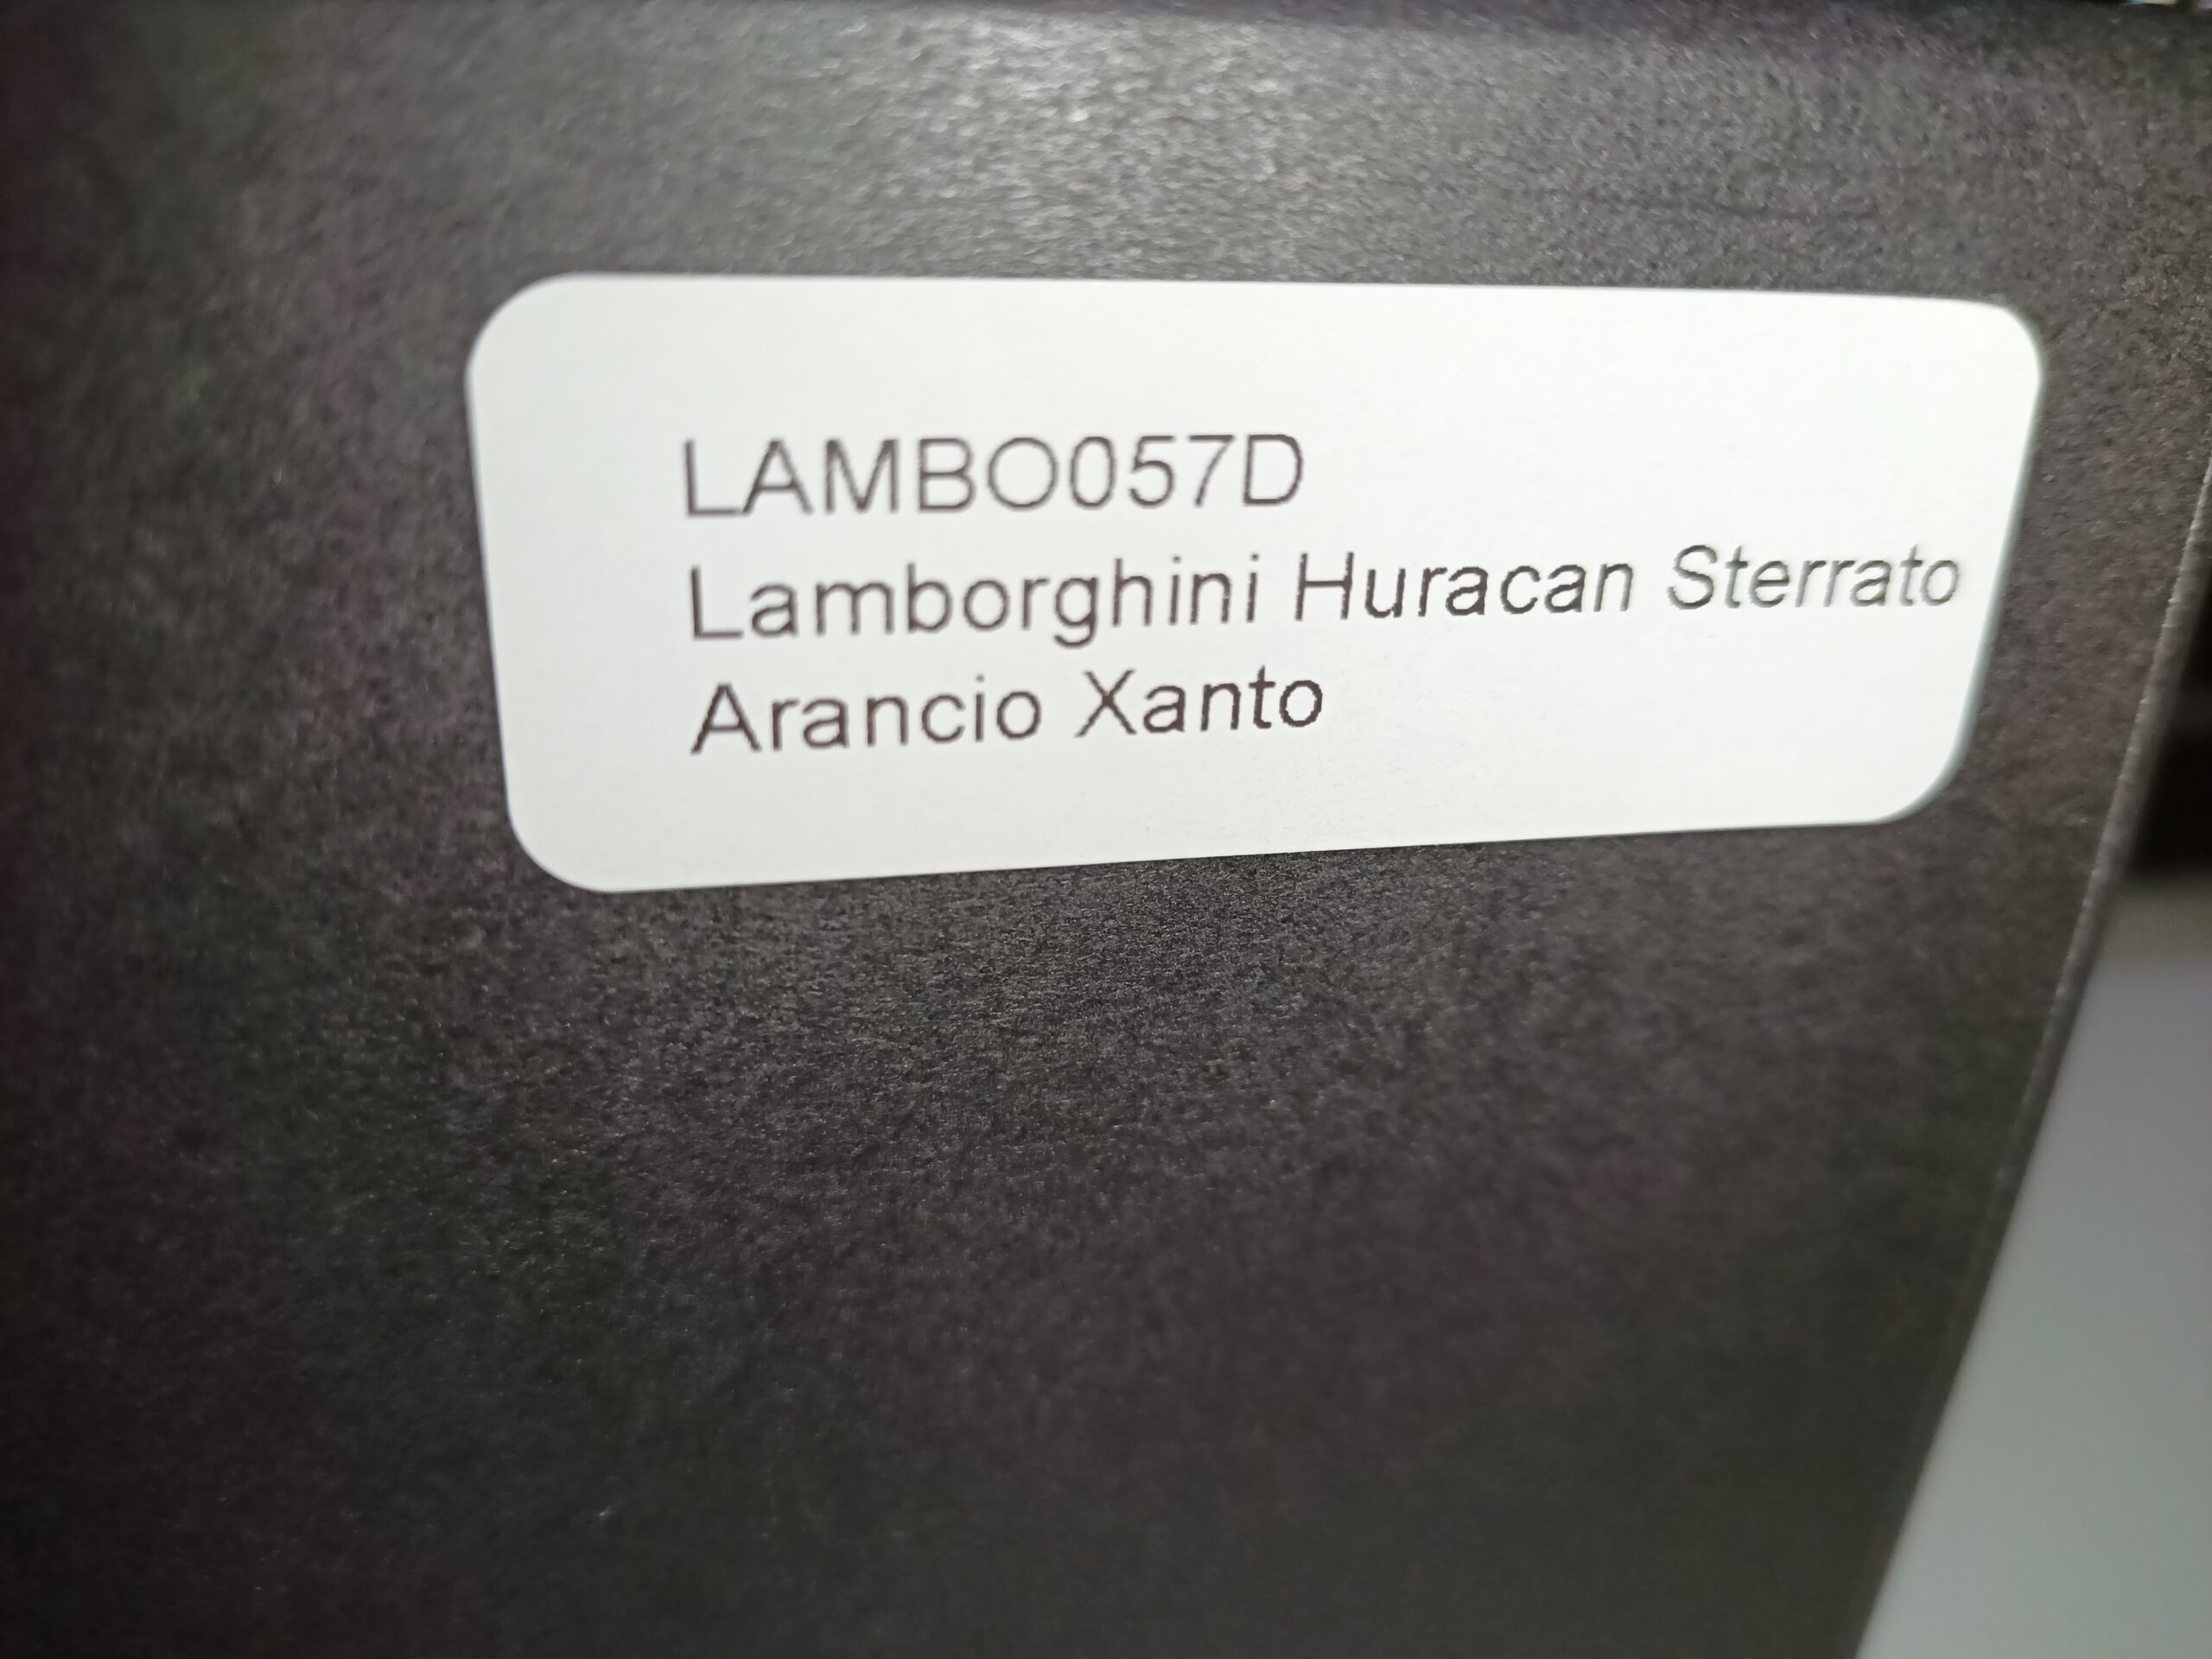 LAMBO057D
Lamborghini Huracan Sterrato
Arancio Xanto